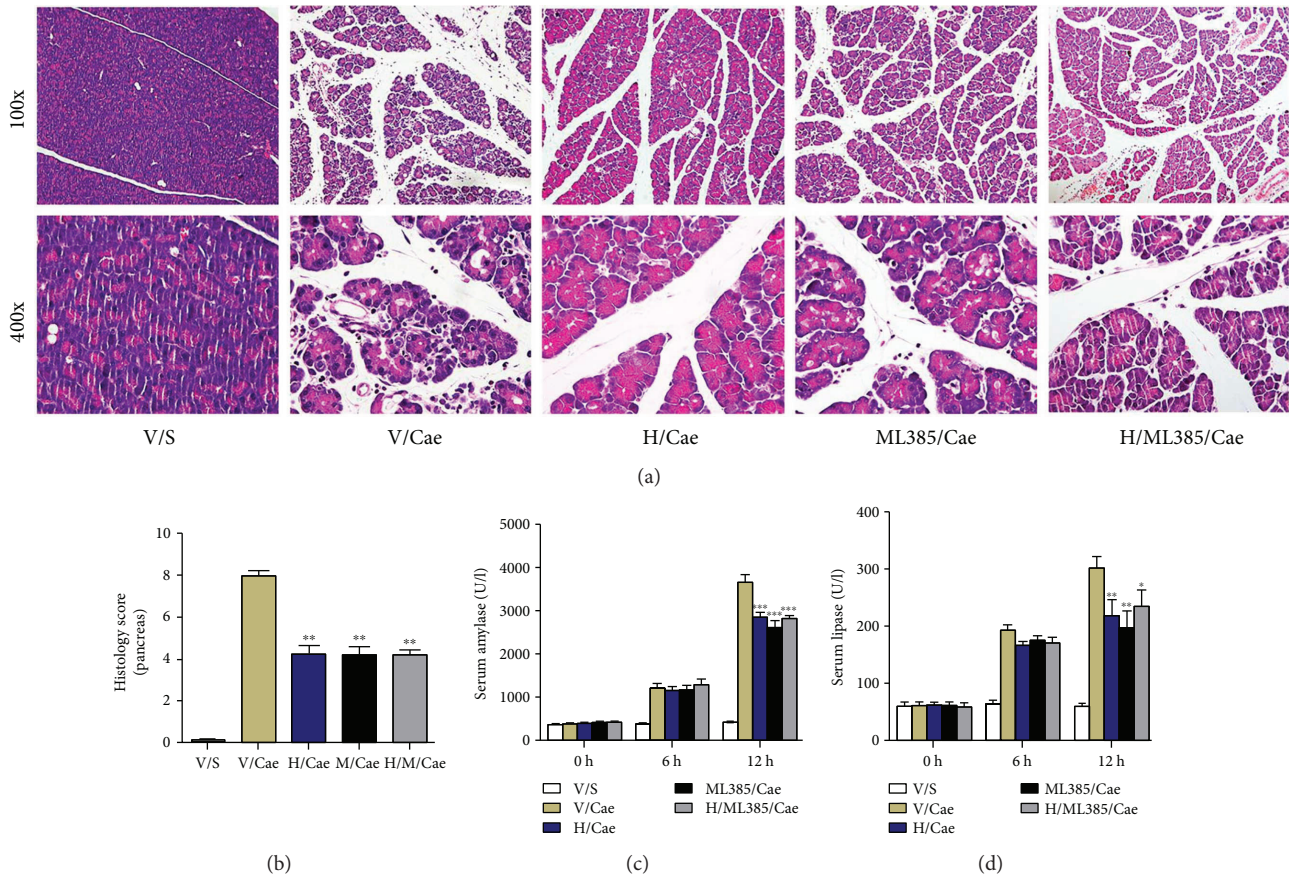 100x
400x
V/S
V/Cae
H/Cae
ML385/Cae
H/ML385/Cae
(a)
Histology score
(pancreas)
10
8
6
4
2
0
**
**
**
V/S
V/Cae
H/Cae
M/Cae
H/M/Cae
(b)
Serum amylase (U/l)
5000
4000
3000
2000
1000
0
***
***
***
0 h
6 h
12 h
V/S
V/Cae
H/Cae
ML385/Cae
H/ML385/Cae
(c)
Serum lipase (U/l)
400
300
200
100
0
**
**
*
0 h
6 h
12 h
V/S
V/Cae
H/Cae
ML385/Cae
H/ML385/Cae
(d)